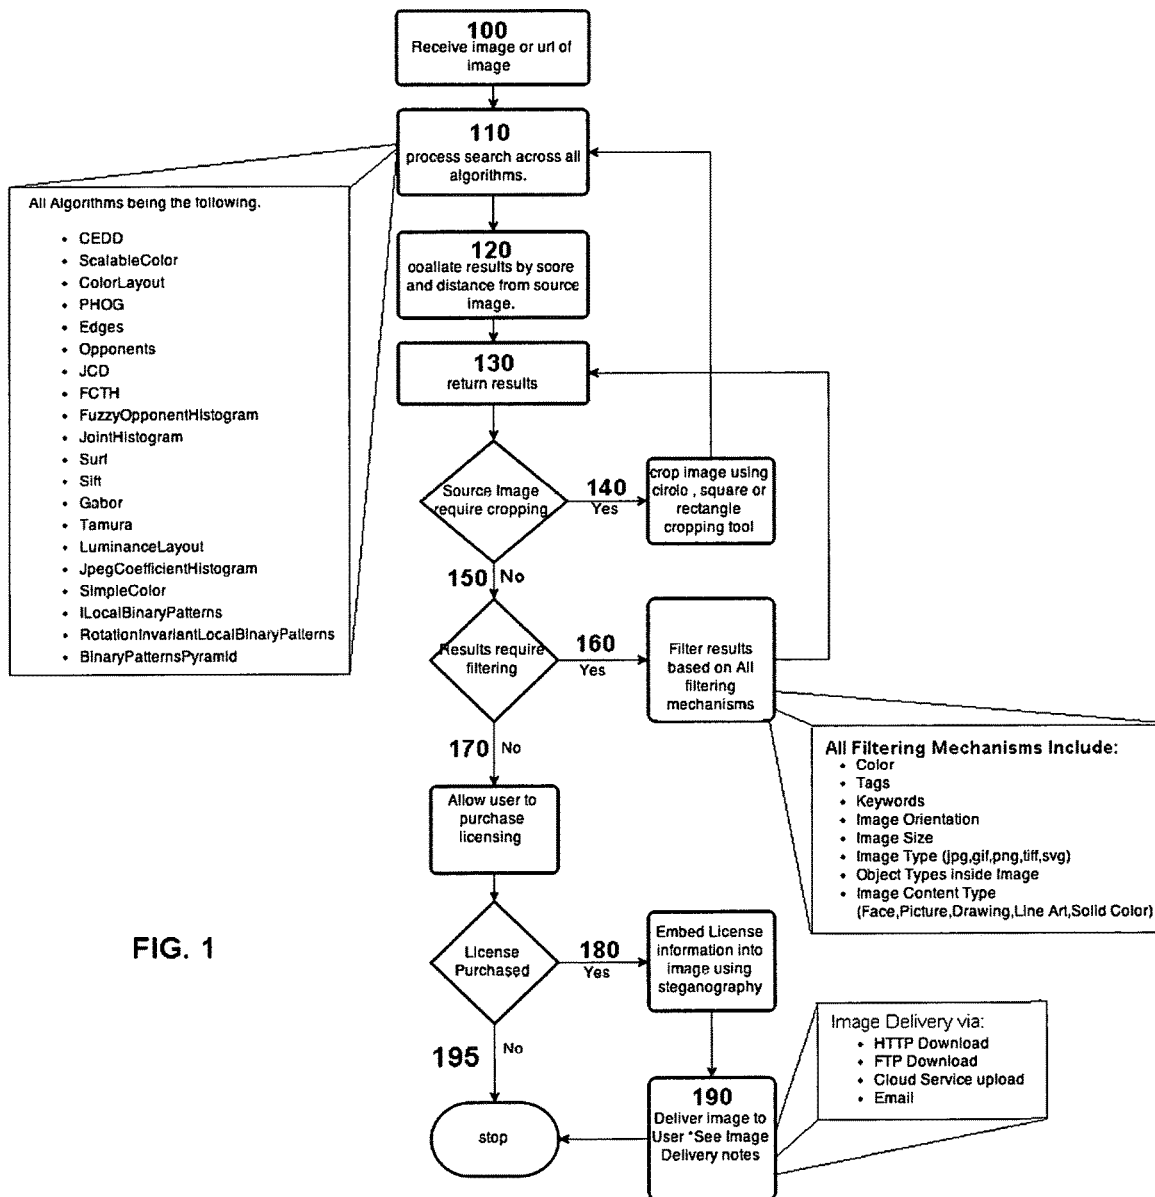 100
Receive image or url of
image
110
process search across all
algorithms.
All Algorithms being the following.
• CEDD
• ScalableColor
• ColorLayout
• PHOG
• Edges
• Opponents
• JCD
• FCTH
• FuzzyOpponentHistogram
• JointHistogram
• Surf
• Sift
• Gabor
• Tamura
• LuminanceLayout
• JpegCoefficientHistogram
• SimpleColor
• ILocalBinaryPatterns
• RotationInvariantLocalBinaryPatterns
• BinaryPatternsPyramid
120
coallate results by score
and distance from source
image.
130
return results
Source Image
require cropping
140
Yes
crop image using
circle , square or
rectangle
cropping tool
150 No
Results require
filtering
160
Yes
Filter results
based on All
filtering
mechanisms
All Filtering Mechanisms Include:
• Color
• Tags
• Keywords
• Image Orientation
• Image Size
• Image Type (jpg,gif,png,tiff,svg)
• Object Types inside Image
• Image Content Type
(Face,Picture,Drawing,Line Art,Solid Color)
170 No
Allow user to
purchase
licensing
License
Purchased
180
Yes
Embed License
information into
image using
steganography
195 No
190
Deliver image to
User *See Image
Delivery notes
Image Delivery via:
• HTTP Download
• FTP Download
• Cloud Service upload
• Email
stop
FIG. 1